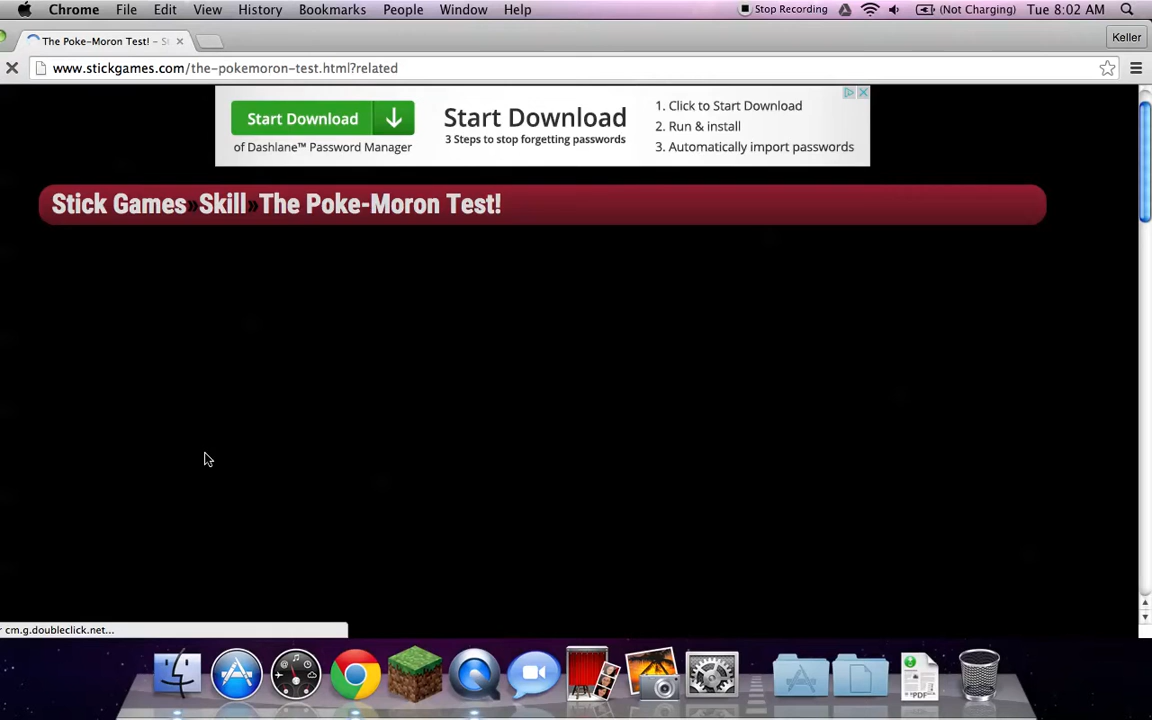 Chrome File Edit View History Bookmarks People Window Help Stop Recording (Not Charging) Tue 8:02 AM
The Poke-Moron Test! – S Keller
www.stickgames.com/the-pokemoron-test.html?related
Start Download
of Dashlane™ Password Manager
Start Download
3 Steps to stop forgetting passwords
1. Click to Start Download
2. Run & install
3. Automatically import passwords
Stick Games»Skill»The Poke-Moron Test!
cm.g.doubleclick.net...
PDF